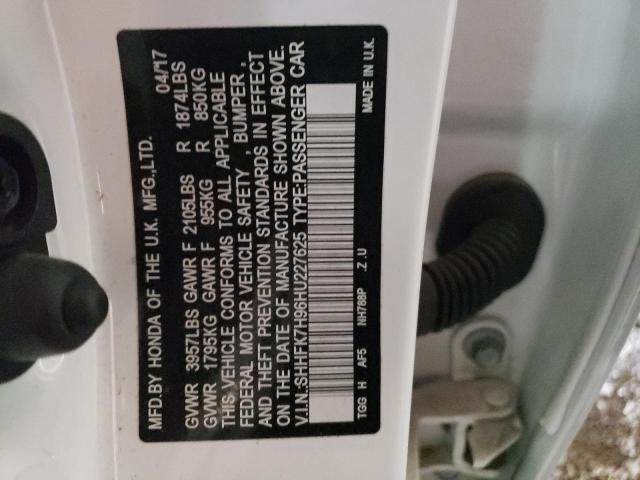 MFD.BY HONDA OF THE U.K. MFG.,LTD. 04/17
GVWR 3957LBS GAWR F 2105LBS R 1874LBS
GVWR 1795KG GAWR F 955KG R 850KG
THIS VEHICLE CONFORMS TO ALL APPLICABLE
FEDERAL MOTOR VEHICLE SAFETY , BUMPER ,
AND THEFT PREVENTION STANDARDS IN EFFECT
ON THE DATE OF MANUFACTURE SHOWN ABOVE.
V.I.N.:SHHFK7H96HU227625 TYPE:PASSENGER CAR
TGG H AF5 NH788P .Z .U MADE IN U.K.